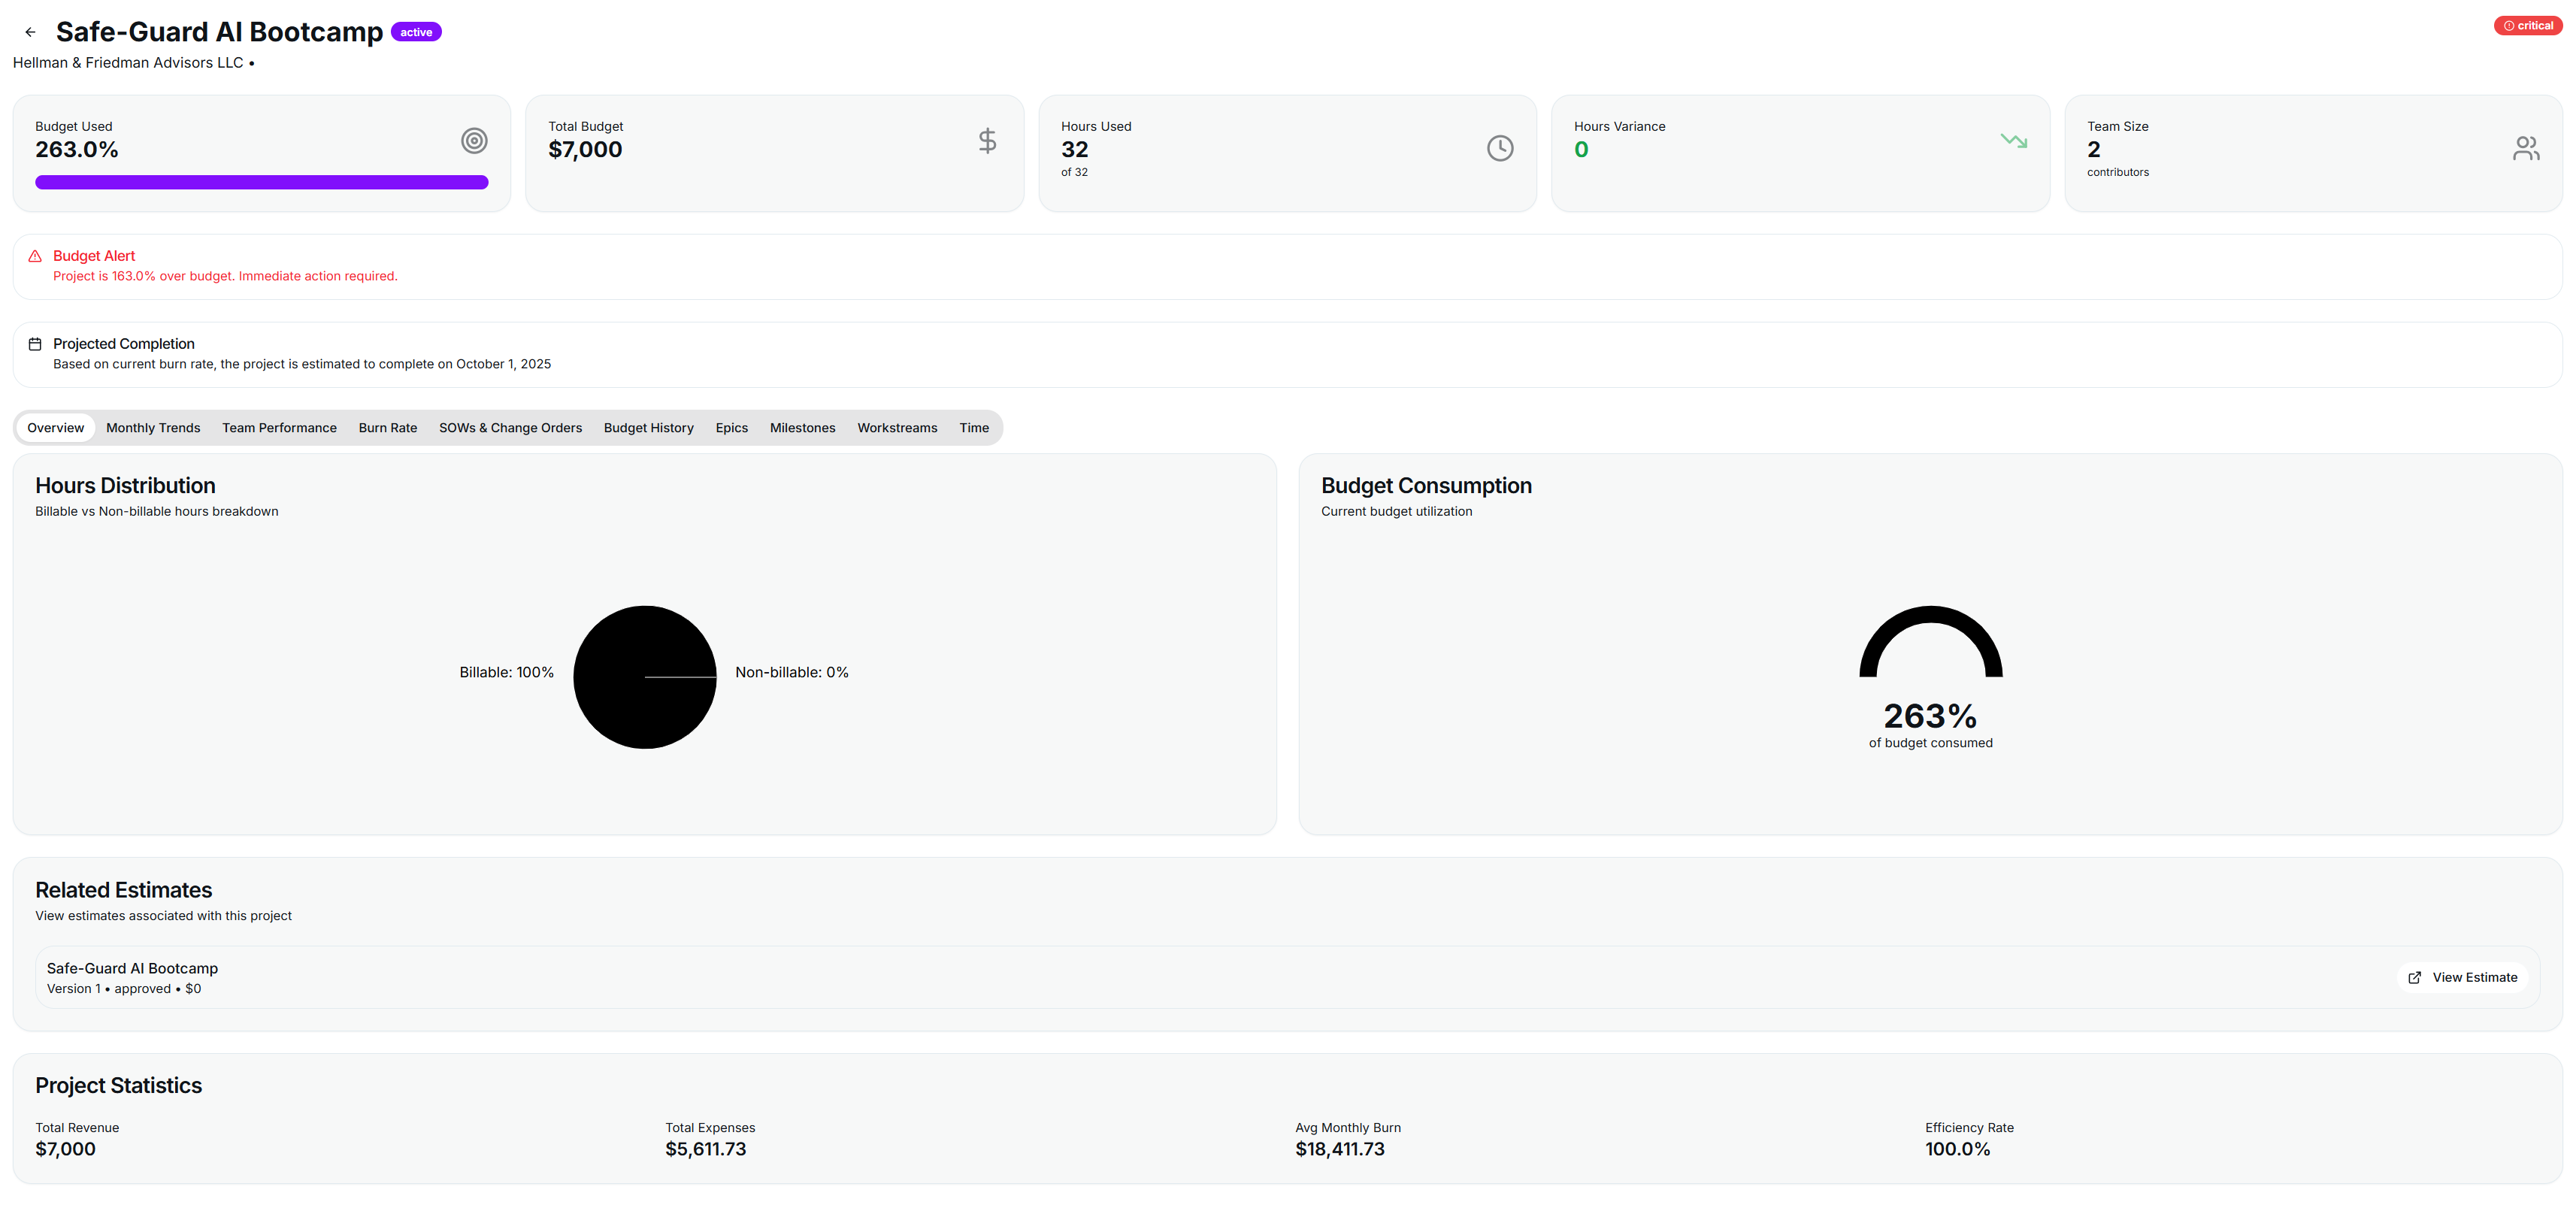 Safe-Guard AI Bootcamp active
critical
Hellman & Friedman Advisors LLC •
Budget Used
263.0%
Total Budget
$7,000
Hours Used
32
of 32
Hours Variance
0
Team Size
2
contributors
Budget Alert
Project is 163.0% over budget. Immediate action required.
Projected Completion
Based on current burn rate, the project is estimated to complete on October 1, 2025
Overview Monthly Trends Team Performance Burn Rate SOWs & Change Orders Budget History Epics Milestones Workstreams Time
Hours Distribution
Billable vs Non-billable hours breakdown
Billable: 100%
Non-billable: 0%
Budget Consumption
Current budget utilization
263%
of budget consumed
Related Estimates
View estimates associated with this project
Safe-Guard AI Bootcamp
Version 1 • approved • $0
View Estimate
Project Statistics
Total Revenue
$7,000
Total Expenses
$5,611.73
Avg Monthly Burn
$18,411.73
Efficiency Rate
100.0%